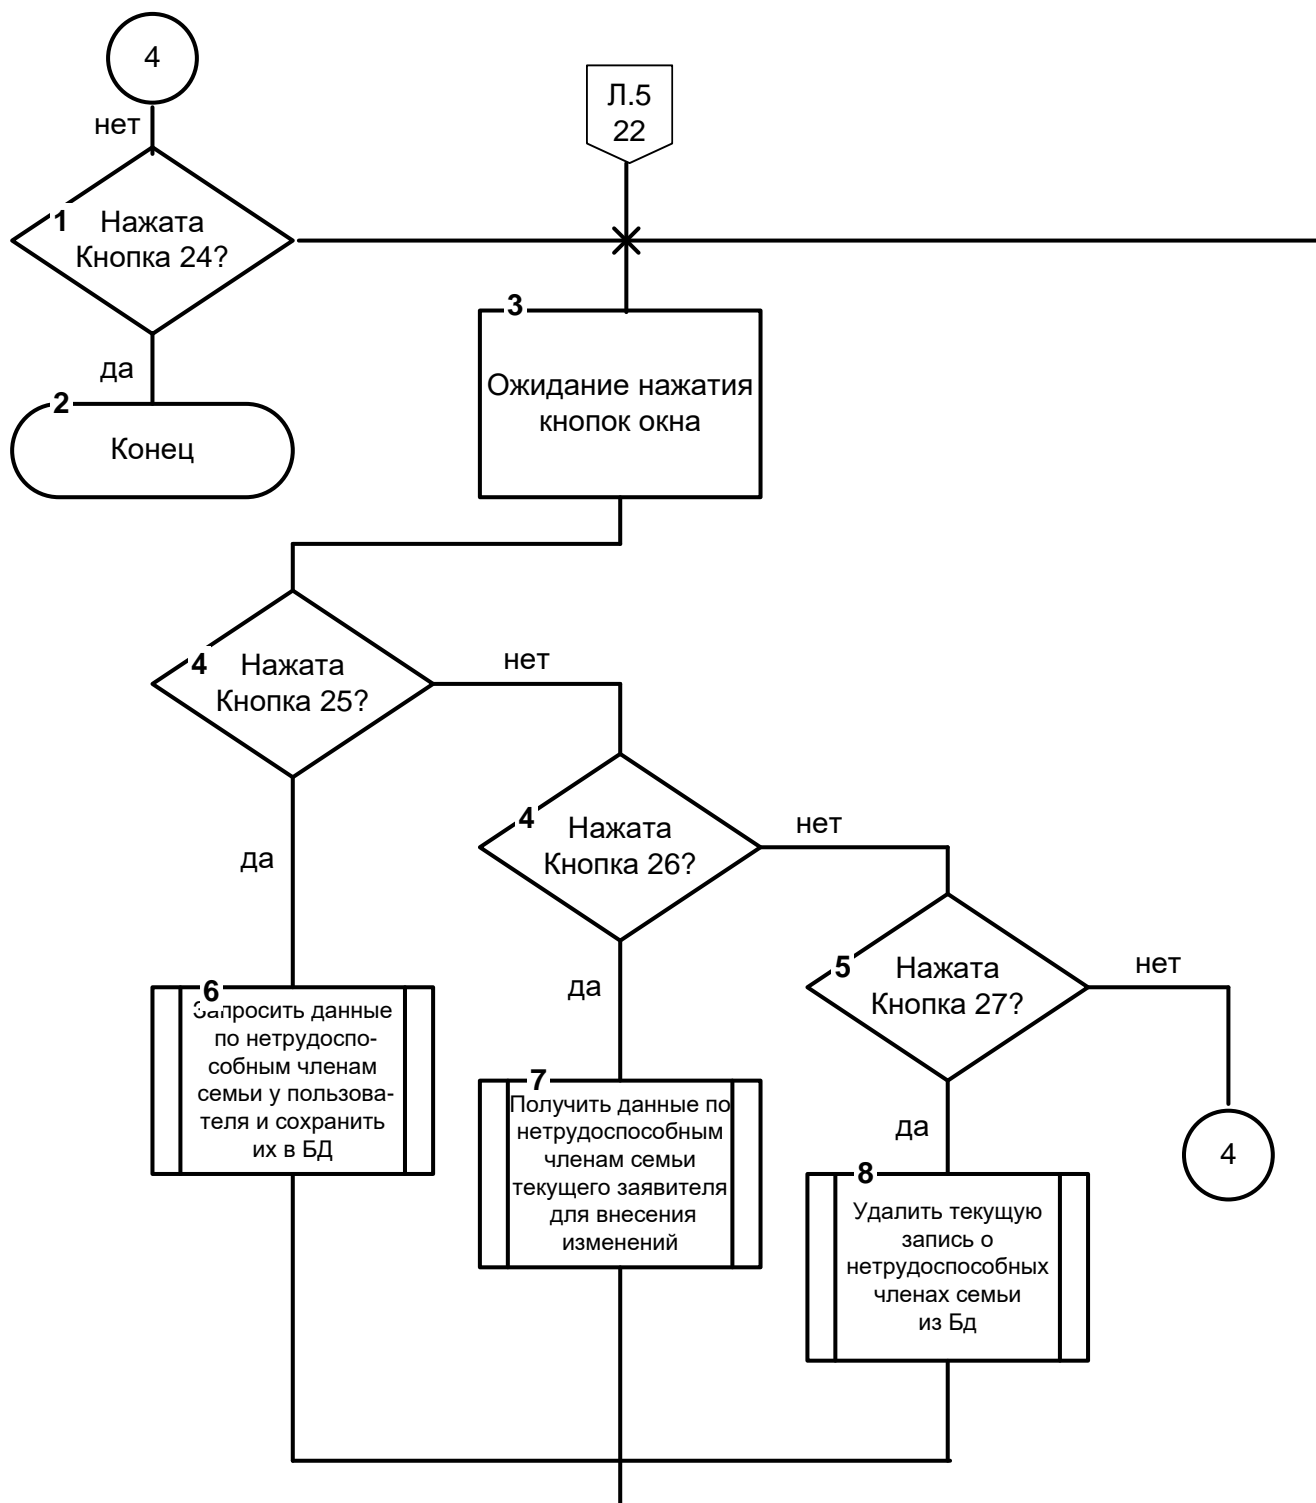 4
нет
Л.5
22
1
Нажата
Кнопка 24?
да
2
Конец
3
Ожидание нажатия
кнопок окна
4
Нажата
Кнопка 25?
нет
да
4
Нажата
Кнопка 26?
нет
да
5
Нажата
Кнопка 27?
нет
да
4
6
Запросить данные
по нетрудоспо-
собным членам
семьи у пользова-
теля и сохранить
их в БД
7
Получить данные по
нетрудоспособным
членам семьи
текущего заявителя
для внесения
изменений
8
Удалить текущую
запись о
нетрудоспособных
членах семьи
из Бд